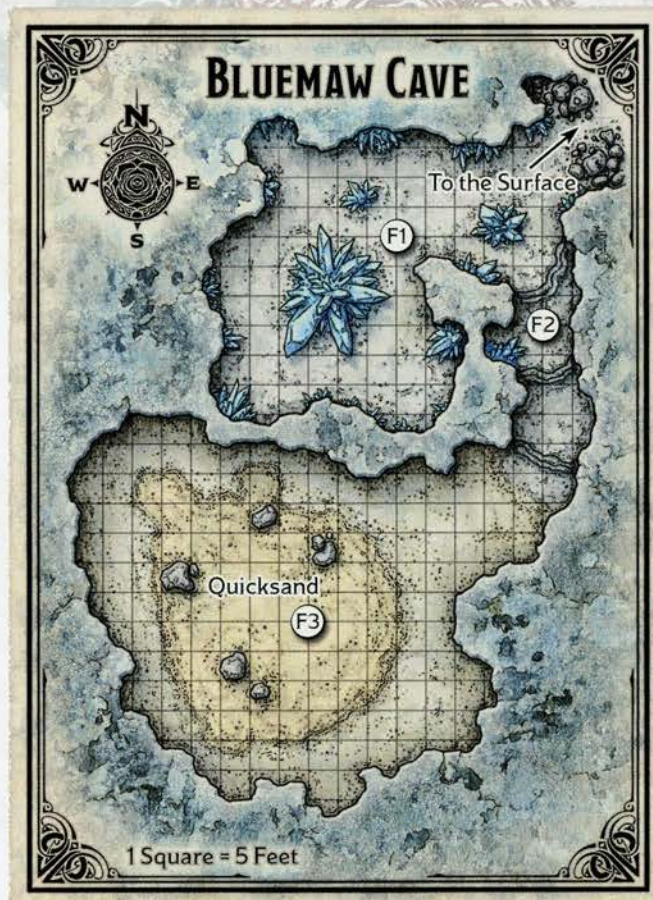 BLUEMAW CAVE
N
W E
S
To the Surface
F1
F2
Quicksand
F3
1 Square = 5 Feet